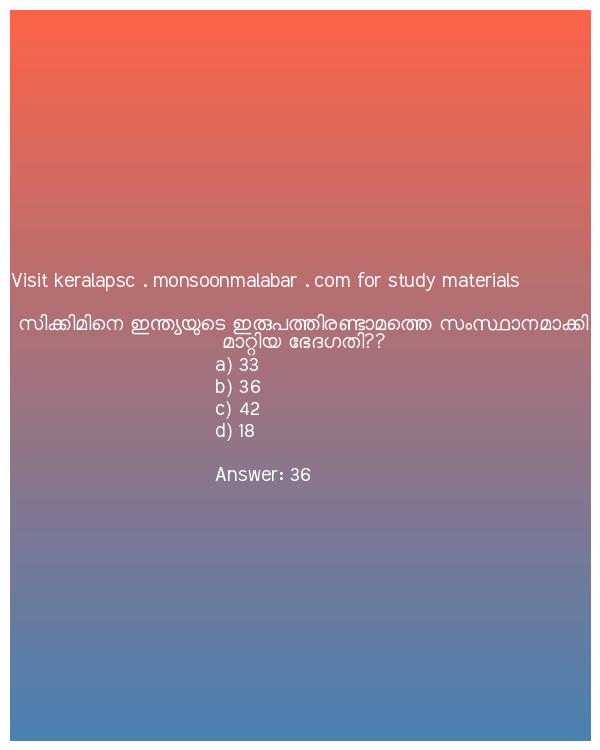 Visit keralapsc . monsoonmalabar . com for study materials
സിക്കിമിനെ ഇന്ത്യയുടെ ഇരുപത്തിരണ്ടാമത്തെ സംസ്ഥാനമാക്കി
മാറ്റിയ ഭേദഗതി??
a) 33
b) 36
c) 42
d) 18
Answer: 36